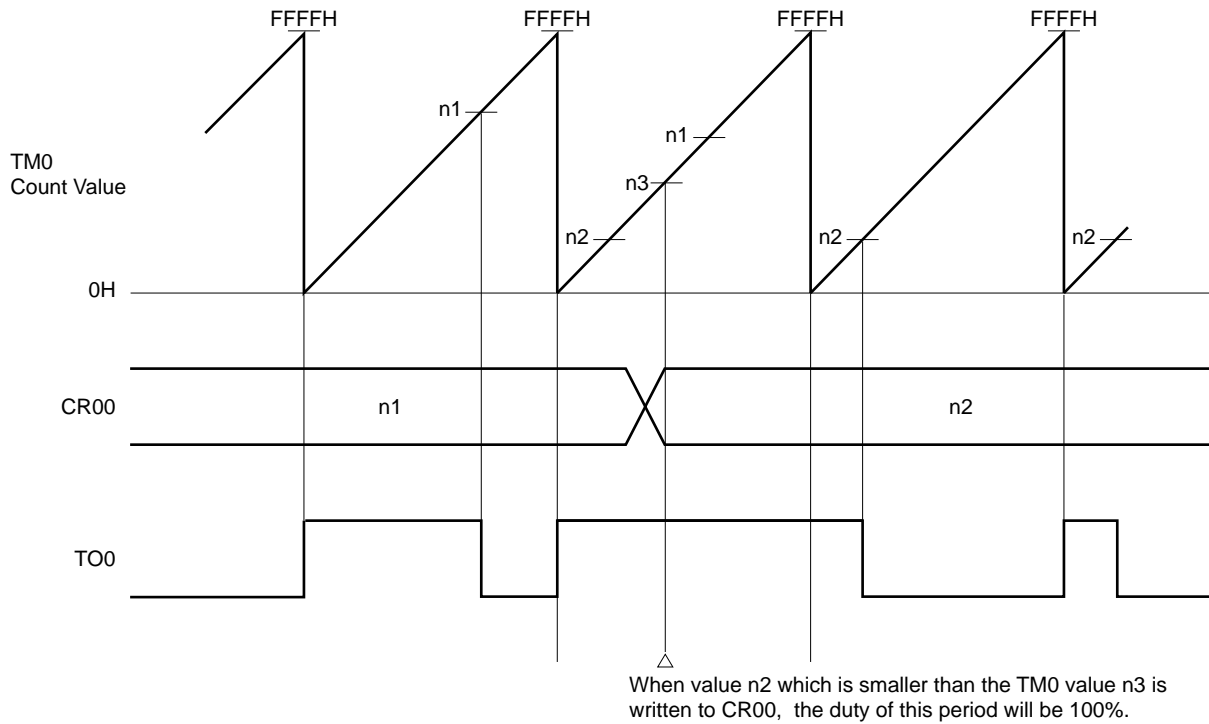 FFFFH FFFFH FFFFH FFFFH
n1
n1
TM0
Count Value
n3
n2 n2 n2
0H
CR00 n1 n2
TO0
When value n2 which is smaller than the TM0 value n3 is
written to CR00, the duty of this period will be 100%.